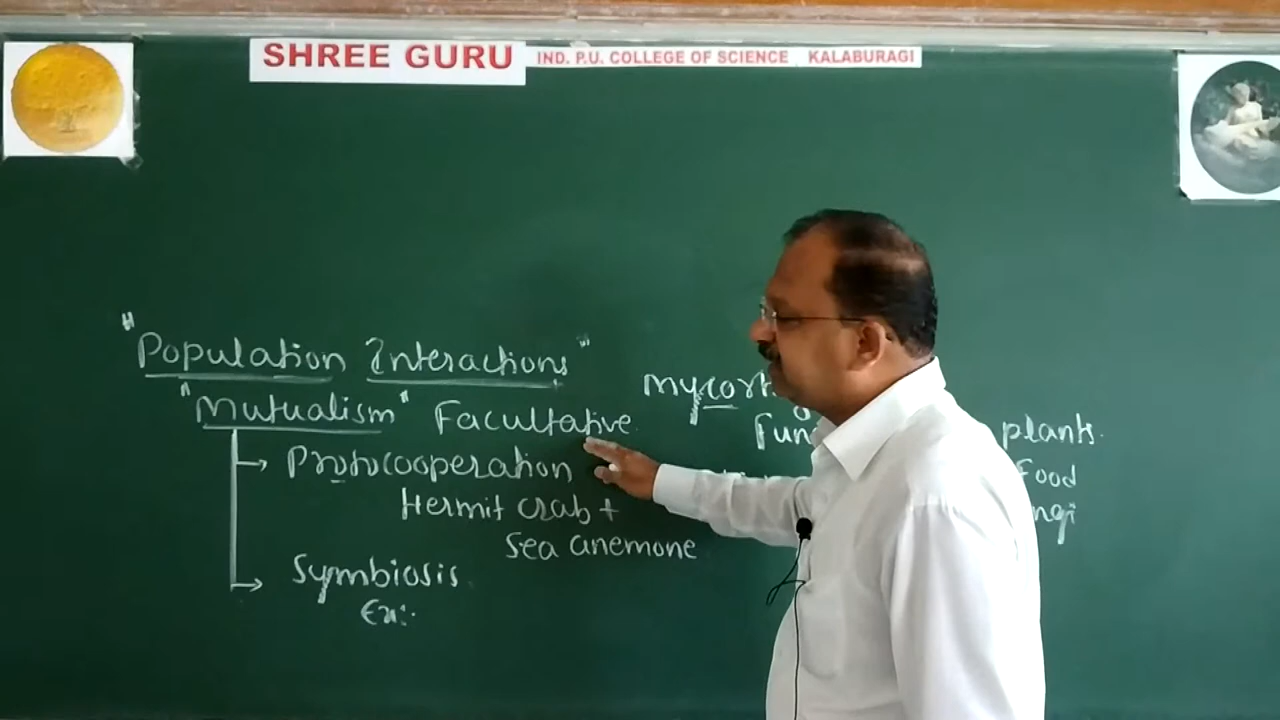 SHREE GURU IND. P.U. COLLEGE OF SCIENCE KALABURAGI
"Population Interactions"
"Mutualism" Facultative
Protocooperation
Hermit crab +
Sea anemone
Symbiosis
Ex:-
plants.
Food